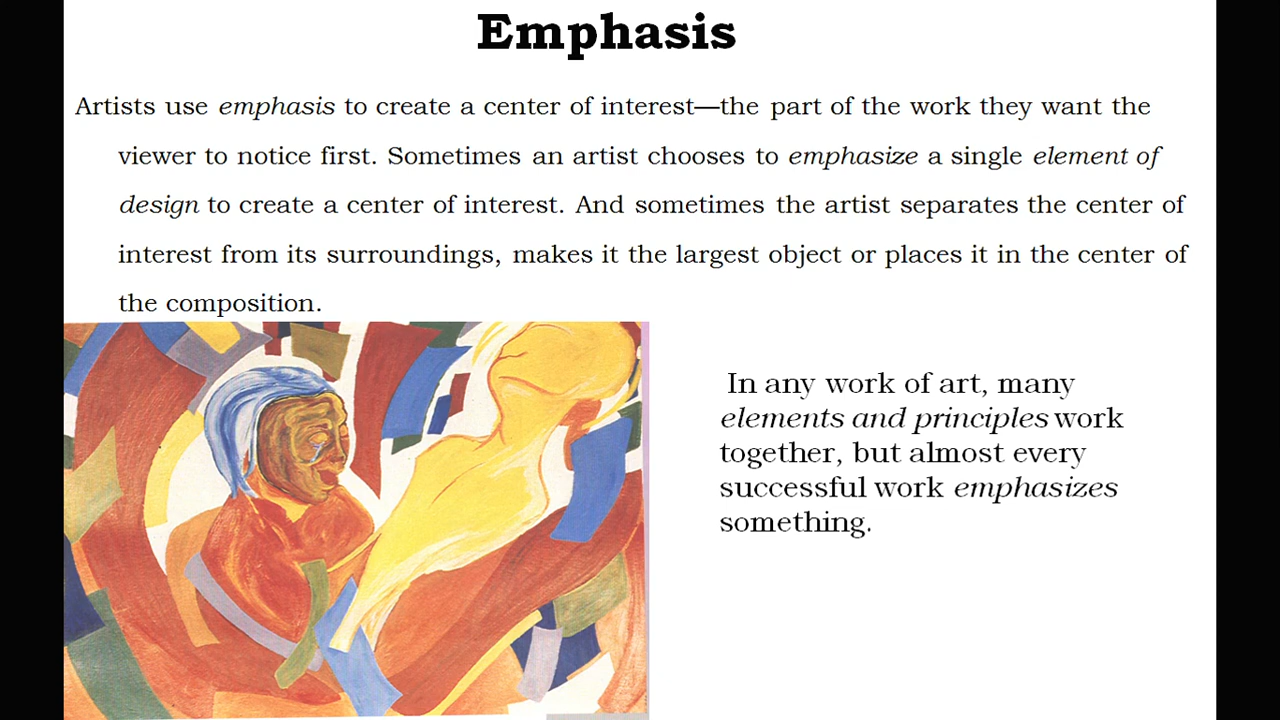 Emphasis
Artists use emphasis to create a center of interest—the part of the work they want the
viewer to notice first. Sometimes an artist chooses to emphasize a single element of
design to create a center of interest. And sometimes the artist separates the center of
interest from its surroundings, makes it the largest object or places it in the center of
the composition.
In any work of art, many
elements and principles work
together, but almost every
successful work emphasizes
something.